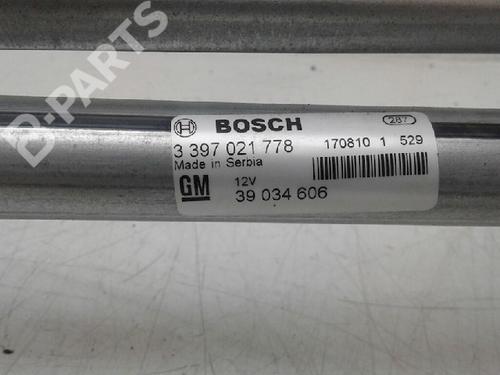 B-PARTS
BOSCH
287
3 397 021 778
Made in Serbia
170810 1 529
GM
12V
39 034 606